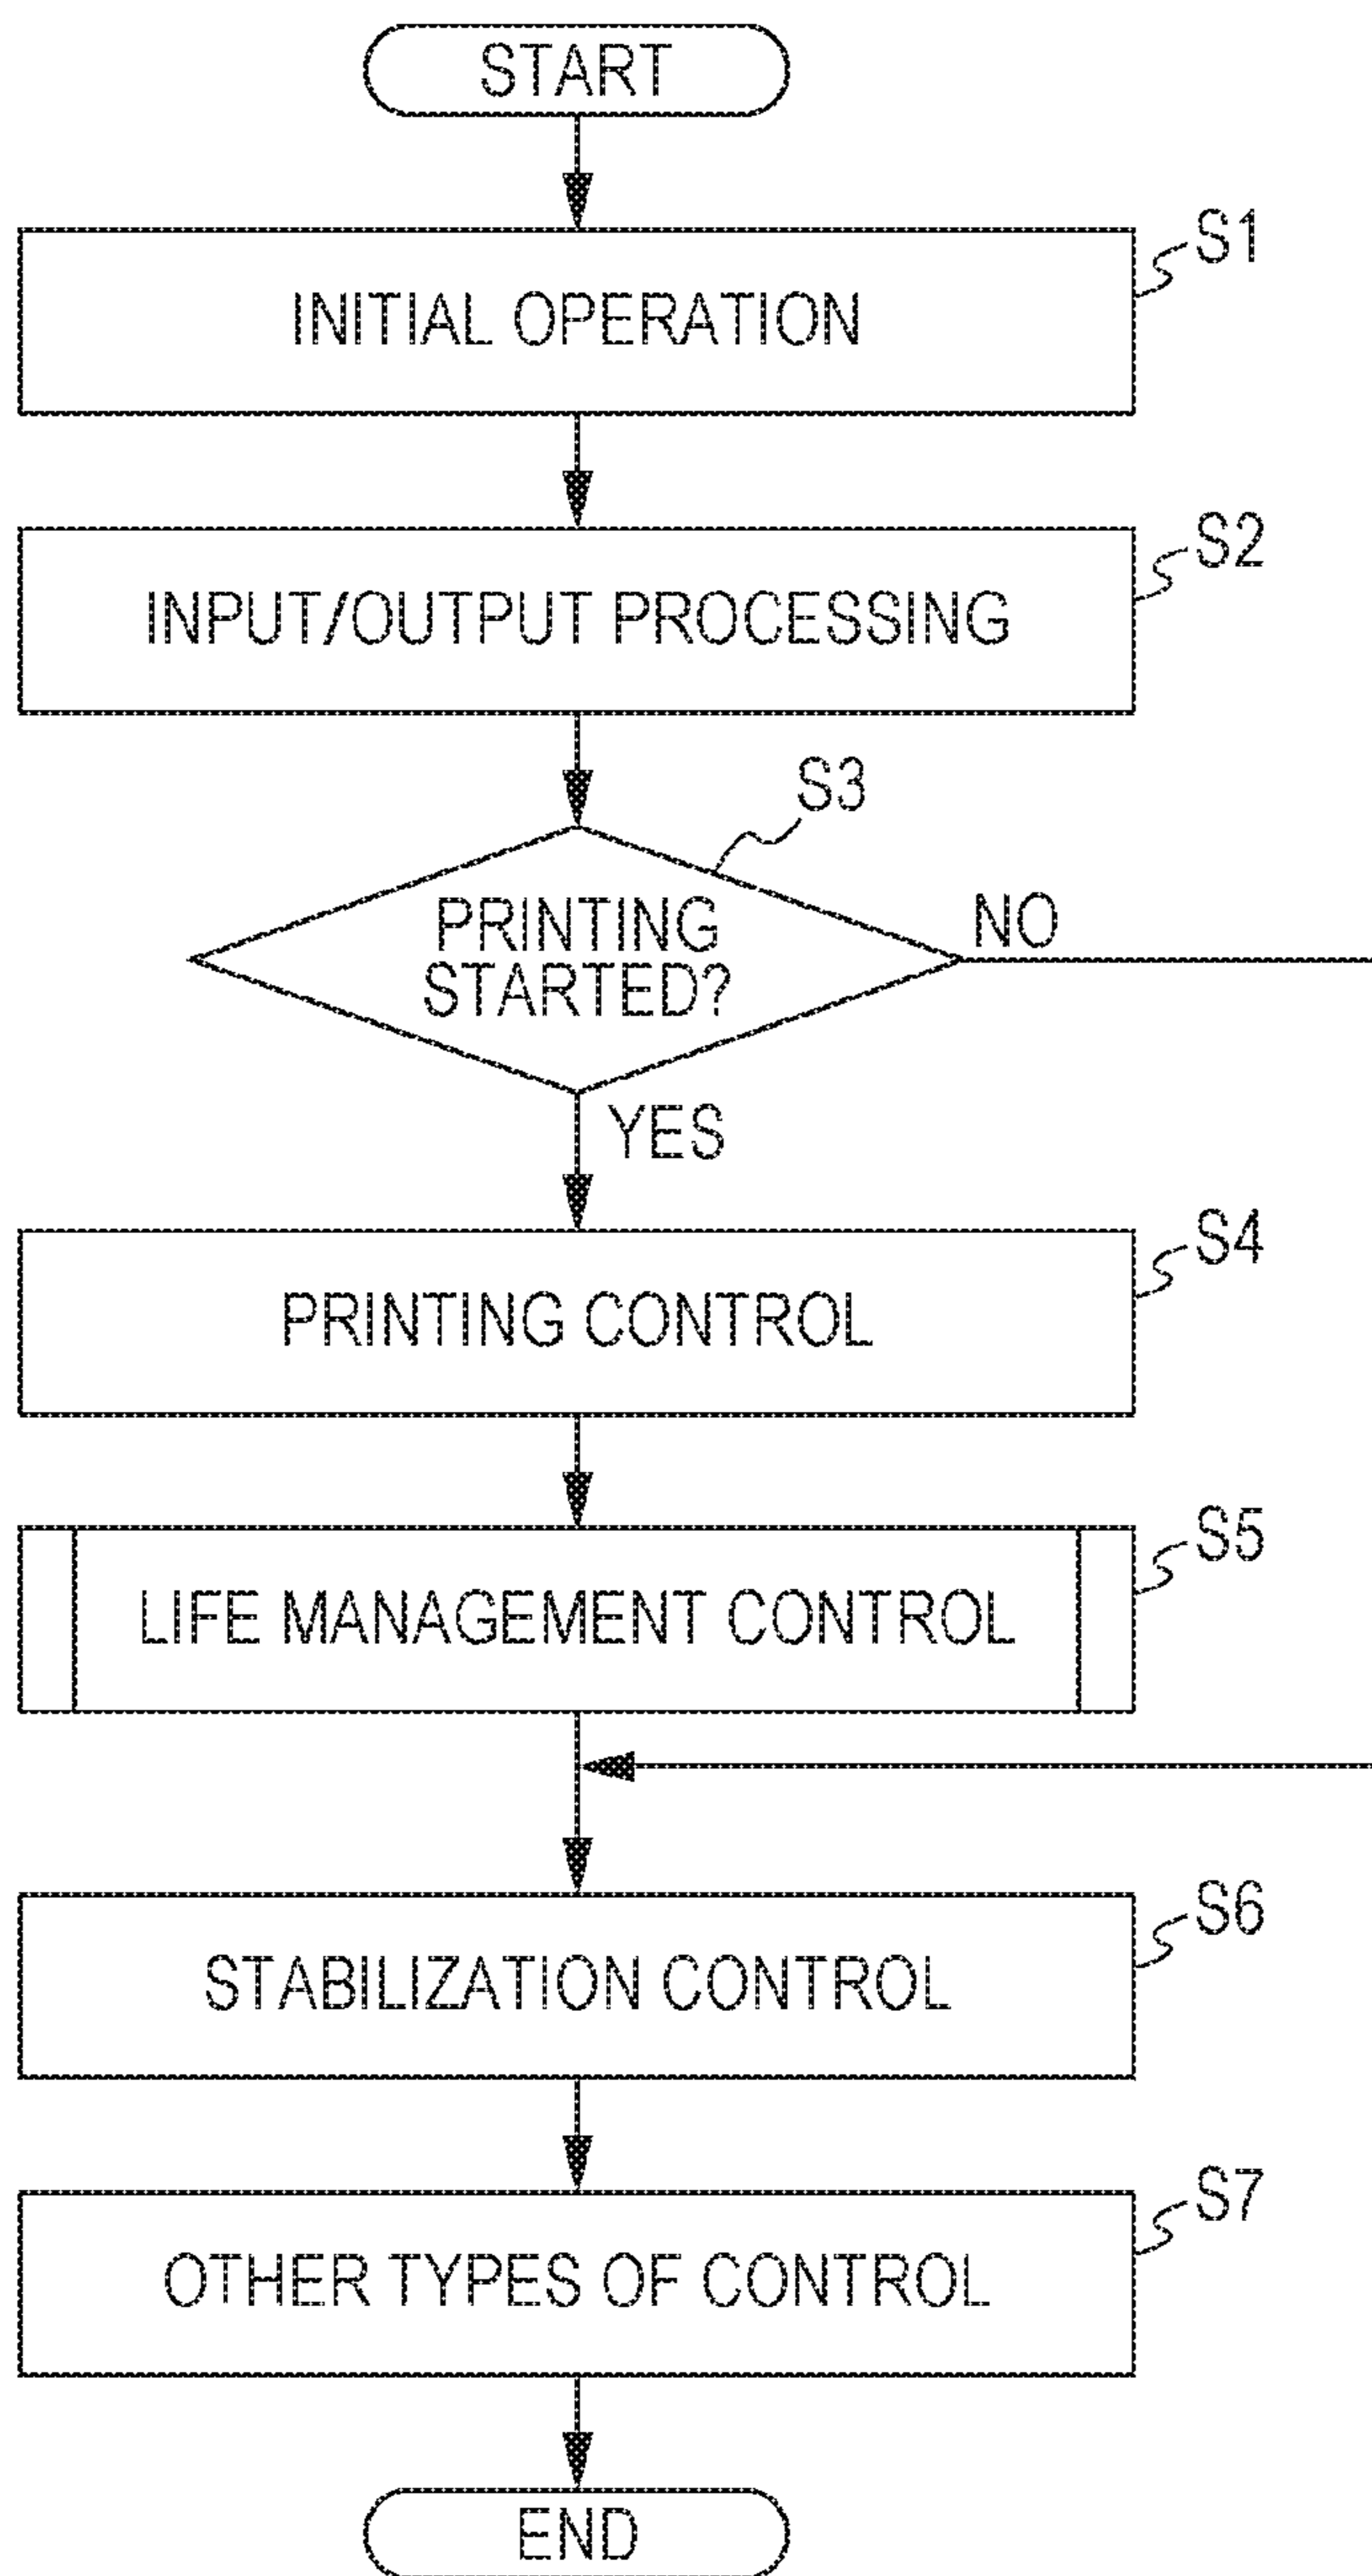 START
S1
INITIAL OPERATION
S2
INPUT/OUTPUT PROCESSING
S3
PRINTING
STARTED?
NO
YES
S4
PRINTING CONTROL
S5
LIFE MANAGEMENT CONTROL
S6
STABILIZATION CONTROL
S7
OTHER TYPES OF CONTROL
END